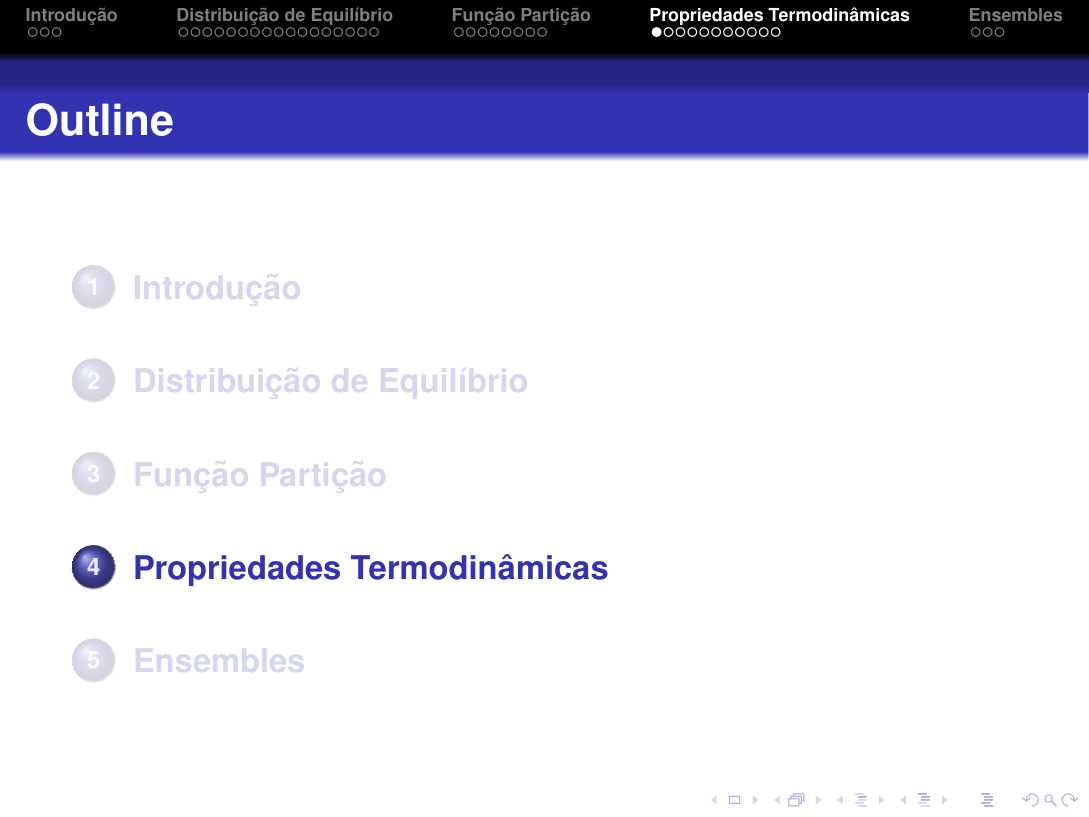 Introdução Distribuição de Equilíbrio Função Partição Propriedades Termodinâmicas Ensembles
Outline
1 Introdução
2 Distribuição de Equilíbrio
3 Função Partição
4 Propriedades Termodinâmicas
5 Ensembles